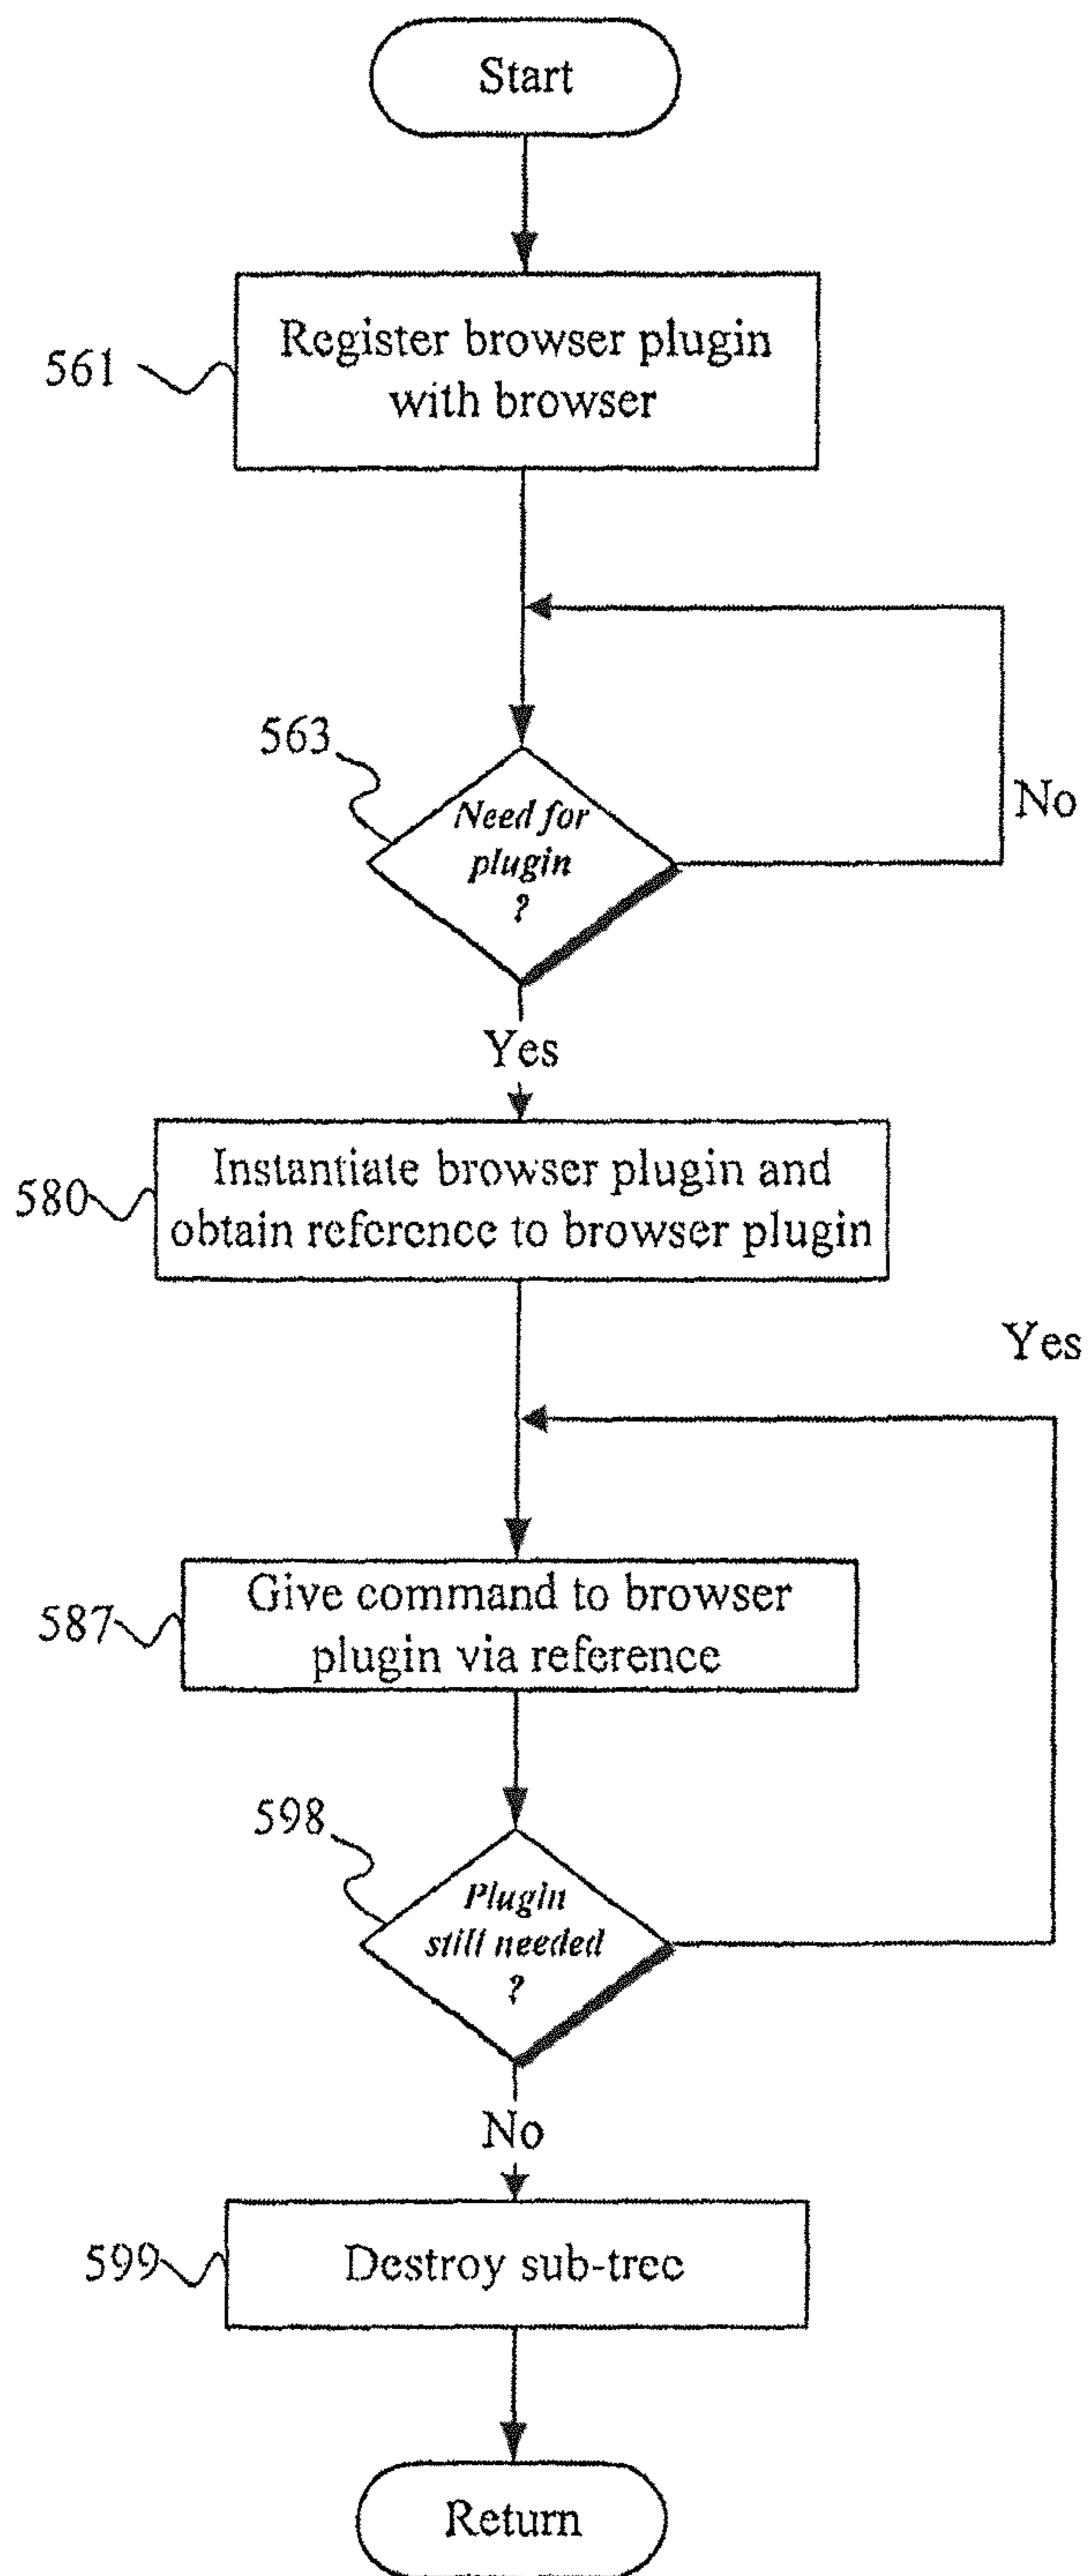 Start
561
Register browser plugin
with browser
563
Need for
plugin
?
No
Yes
580
Instantiate browser plugin and
obtain reference to browser plugin
Yes
587
Give command to browser
plugin via reference
598
Plugin
still needed
?
No
599
Destroy sub-tree
Return